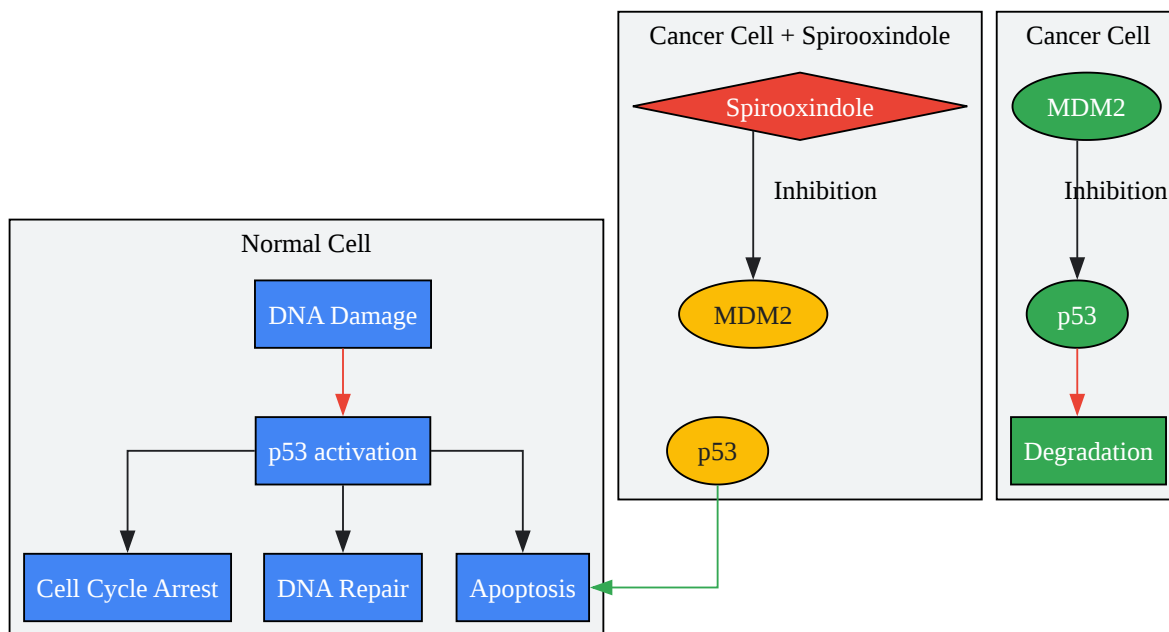 Cancer Cell + Spirooxindole
Spirooxindole
Inhibition
MDM2
p53
Cancer Cell
MDM2
Inhibition
p53
Degradation
Normal Cell
DNA Damage
p53 activation
Cell Cycle Arrest
DNA Repair
Apoptosis